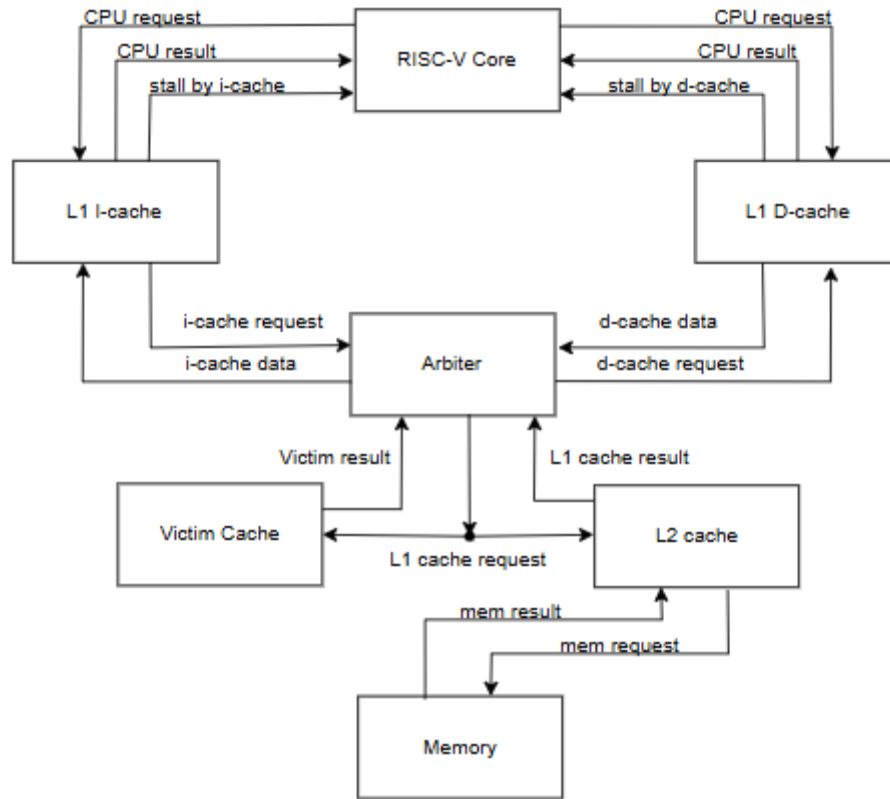 CPU request
CPU request
CPU result
RISC-V Core
CPU result
stall by i-cache
stall by d-cache
L1 I-cache
L1 D-cache
i-cache request
d-cache data
i-cache data
Arbiter
d-cache request
Victim result
L1 cache result
Victim Cache
L2 cache
L1 cache request
mem result
mem request
Memory